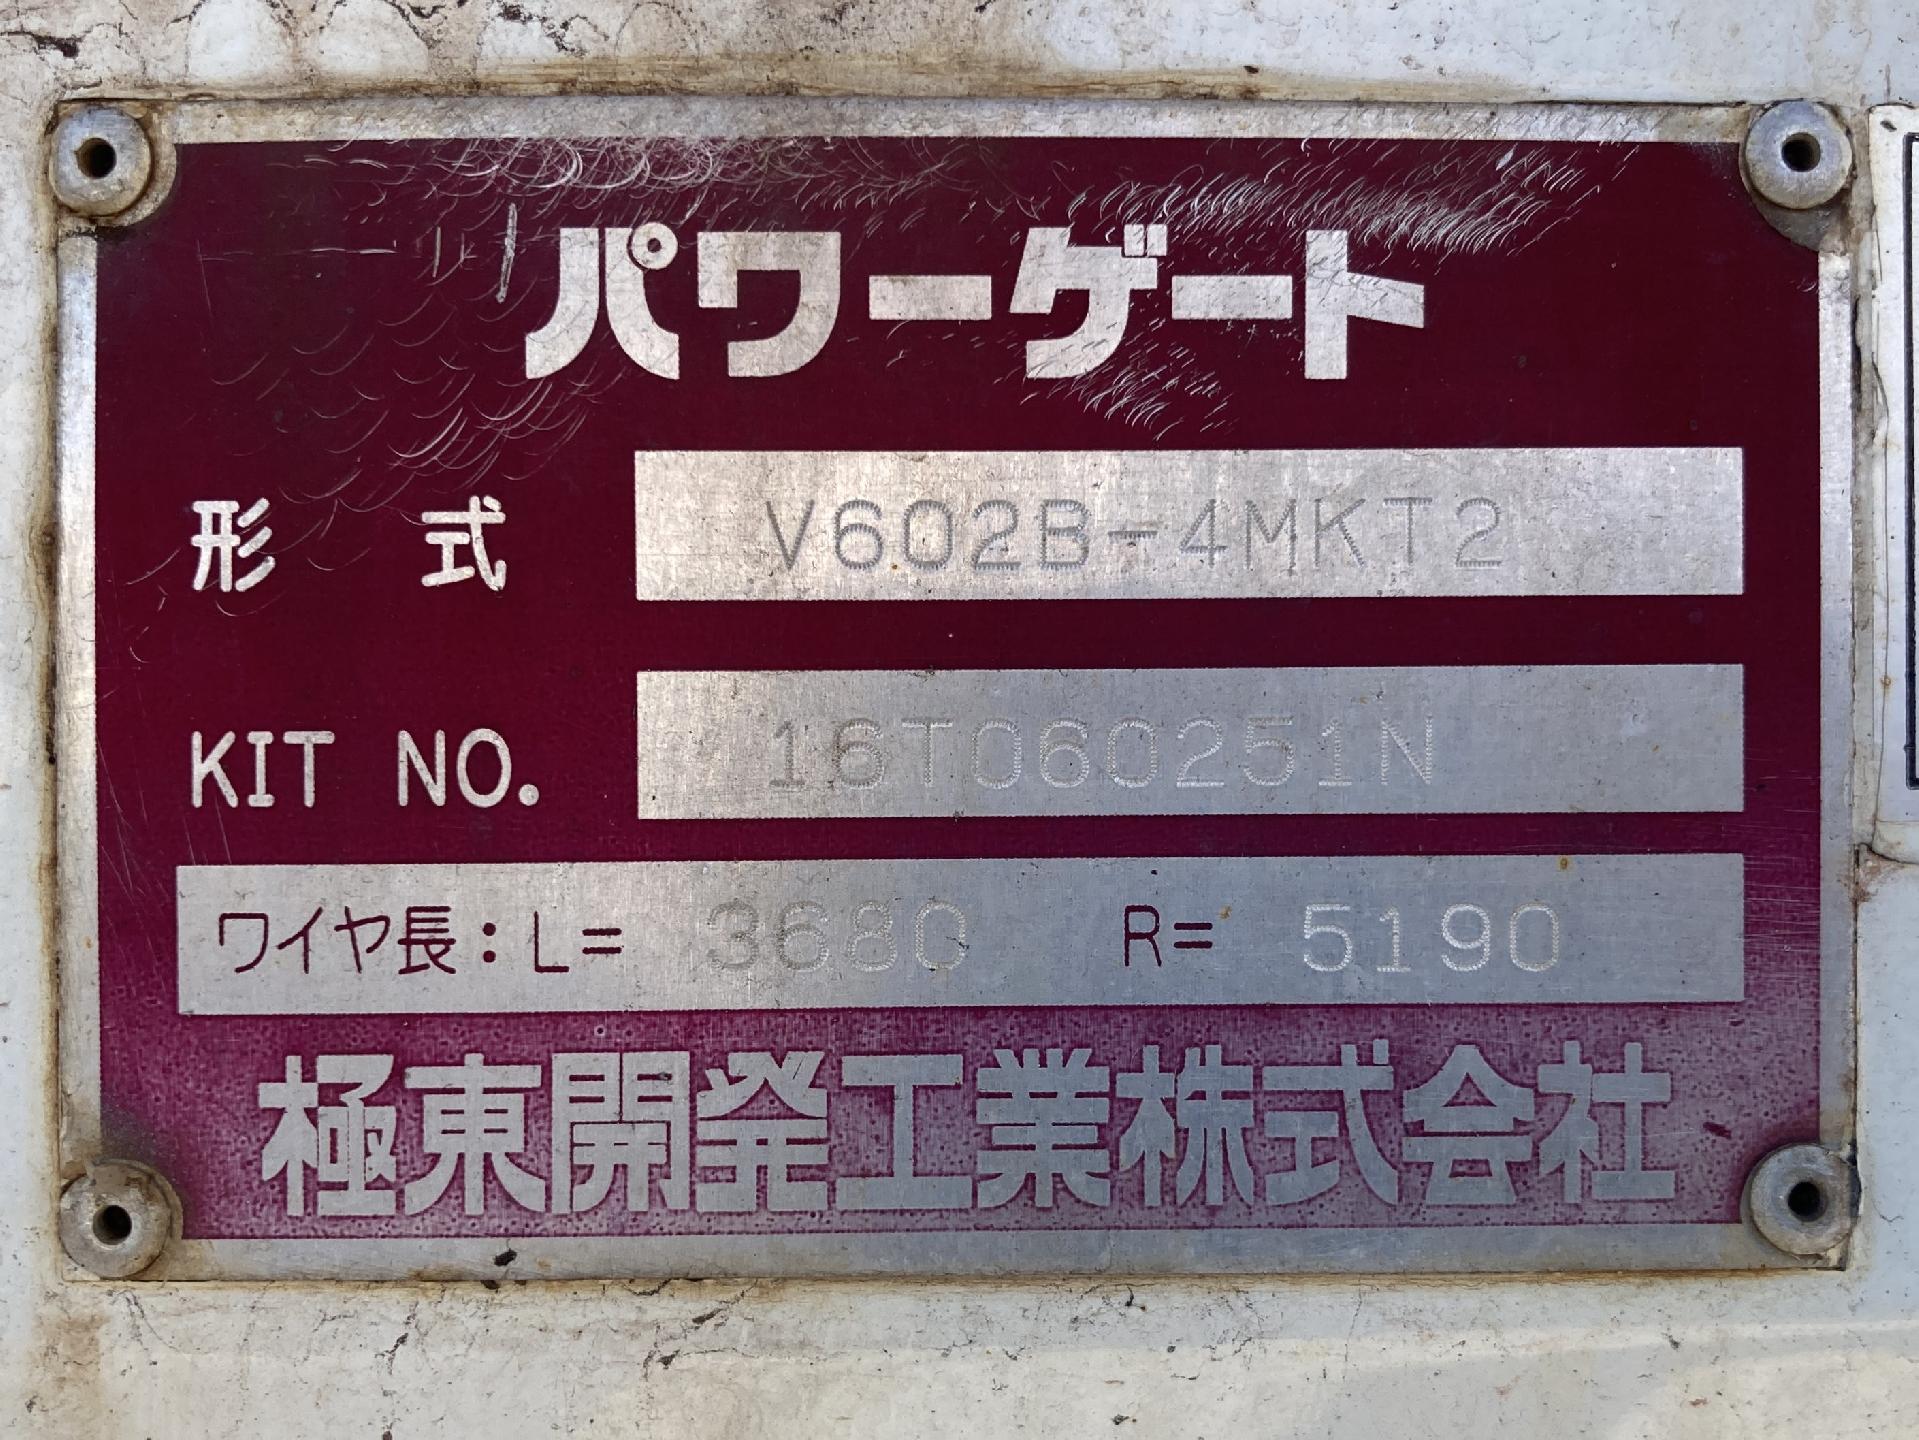 パワーゲート
形式 V602B-4MKT2
KIT NO. 16T060251N
ワイヤ長：L= 3680 R= 5190
極東開発工業株式会社